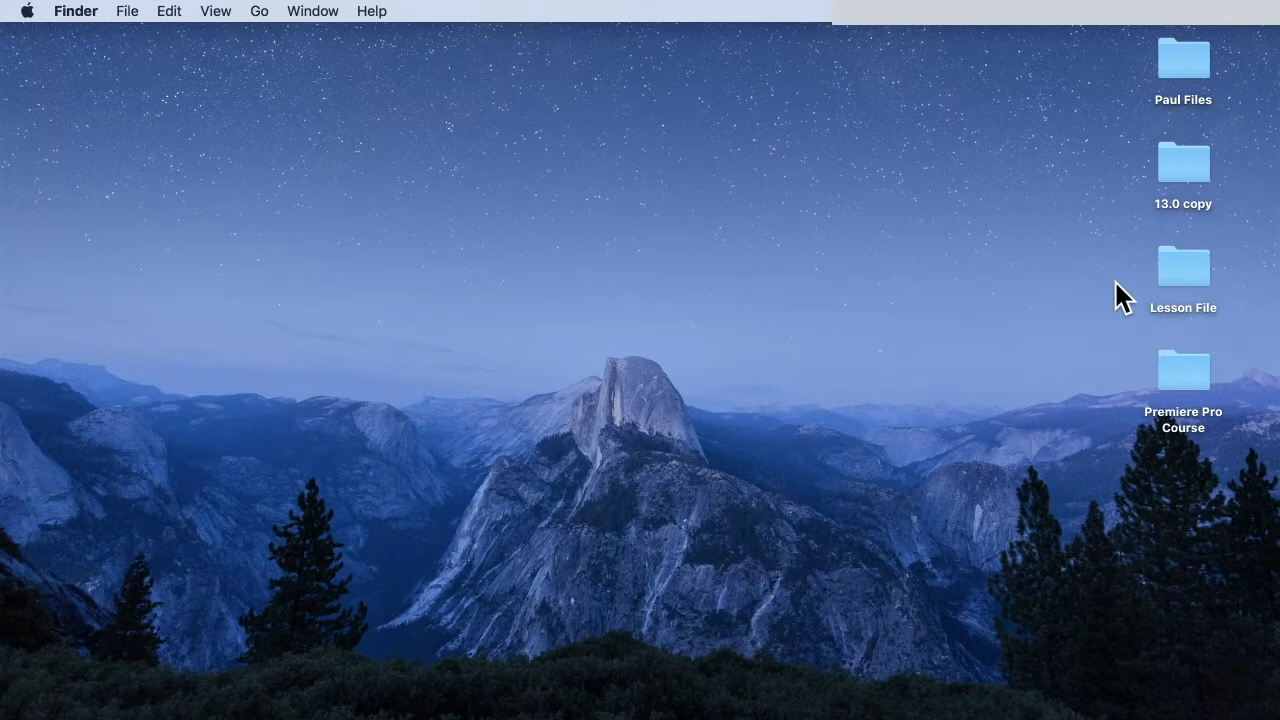 Finder File Edit View Go Window Help
Paul Files
13.0 copy
Lesson File
Premiere Pro
Course